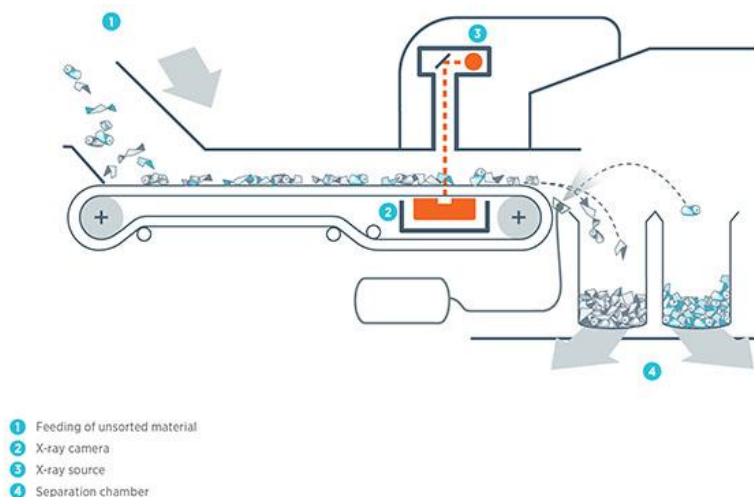 1
3
2
4
1 Feeding of unsorted material
2 X-ray camera
3 X-ray source
4 Separation chamber